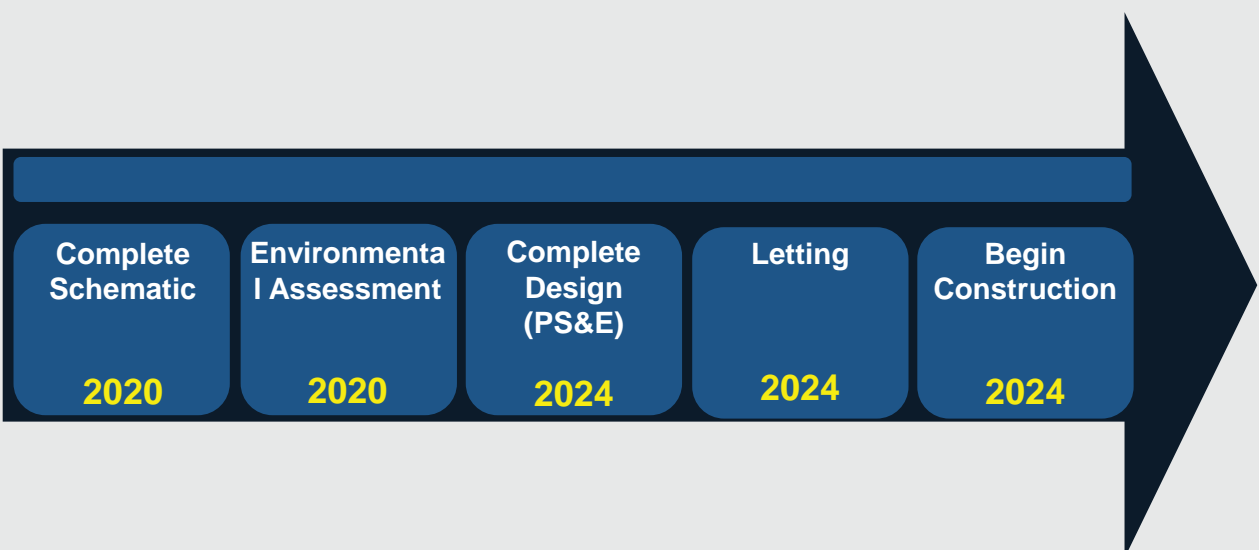 Complete
Schematic
2020
Environmenta
l Assessment
2020
Complete
Design
(PS&E)
2024
Letting
2024
Begin
Construction
2024